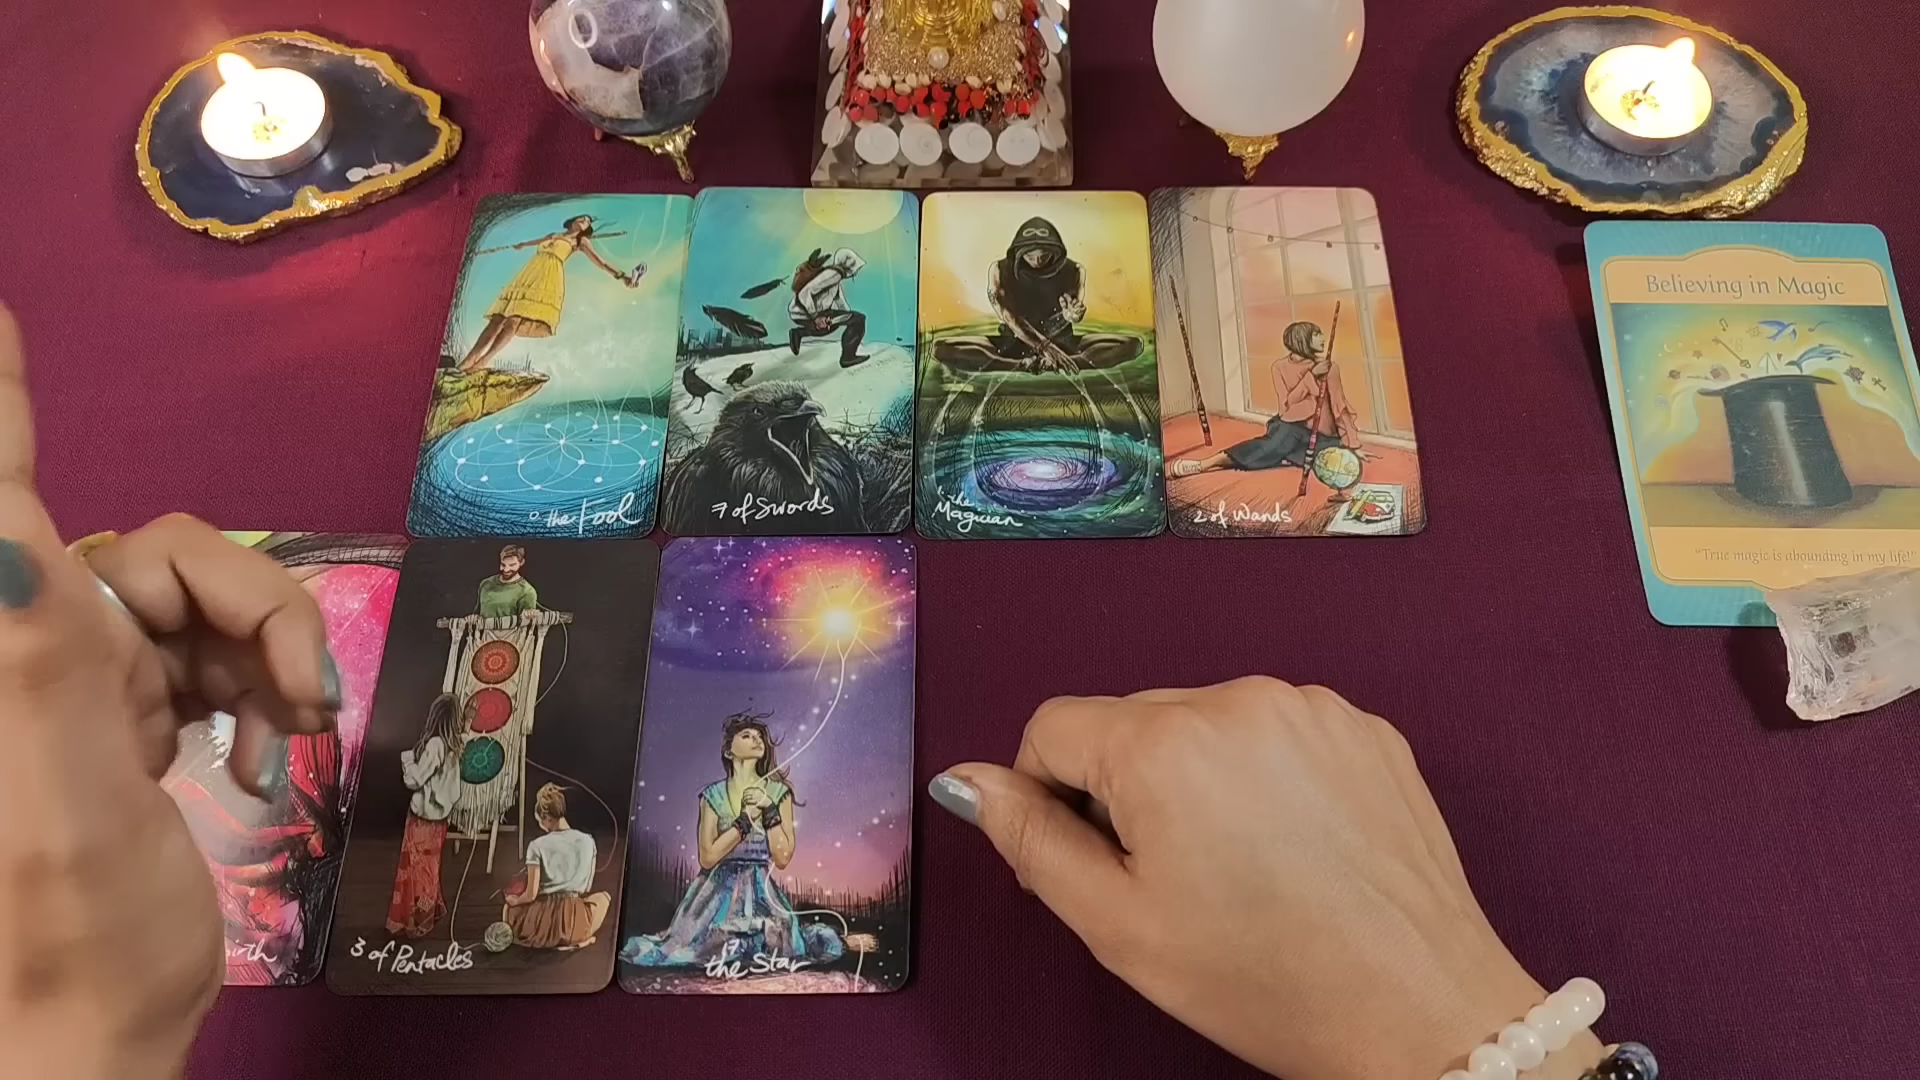 Believing in Magic
0 the Fool
7 of Swords
1. the
Magician
2 of Wands
"True magic is abounding in my life!"
3 of Pentacles
17.
the Star